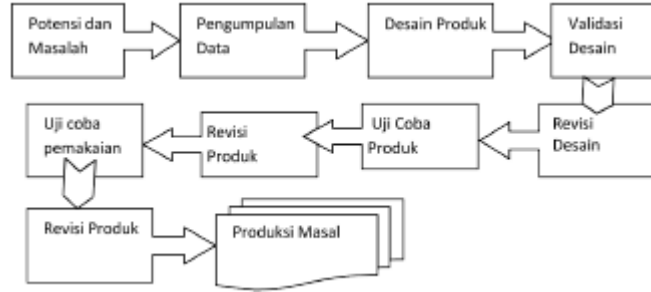 Potensi dan
Masalah
Pengumpulan
Data
Desain Produk
Validasi
Desain
Revisi
Desain
Uji Coba
Produk
Revisi
Produk
Uji coba
pemakaian
Revisi Produk
Produksi Masal